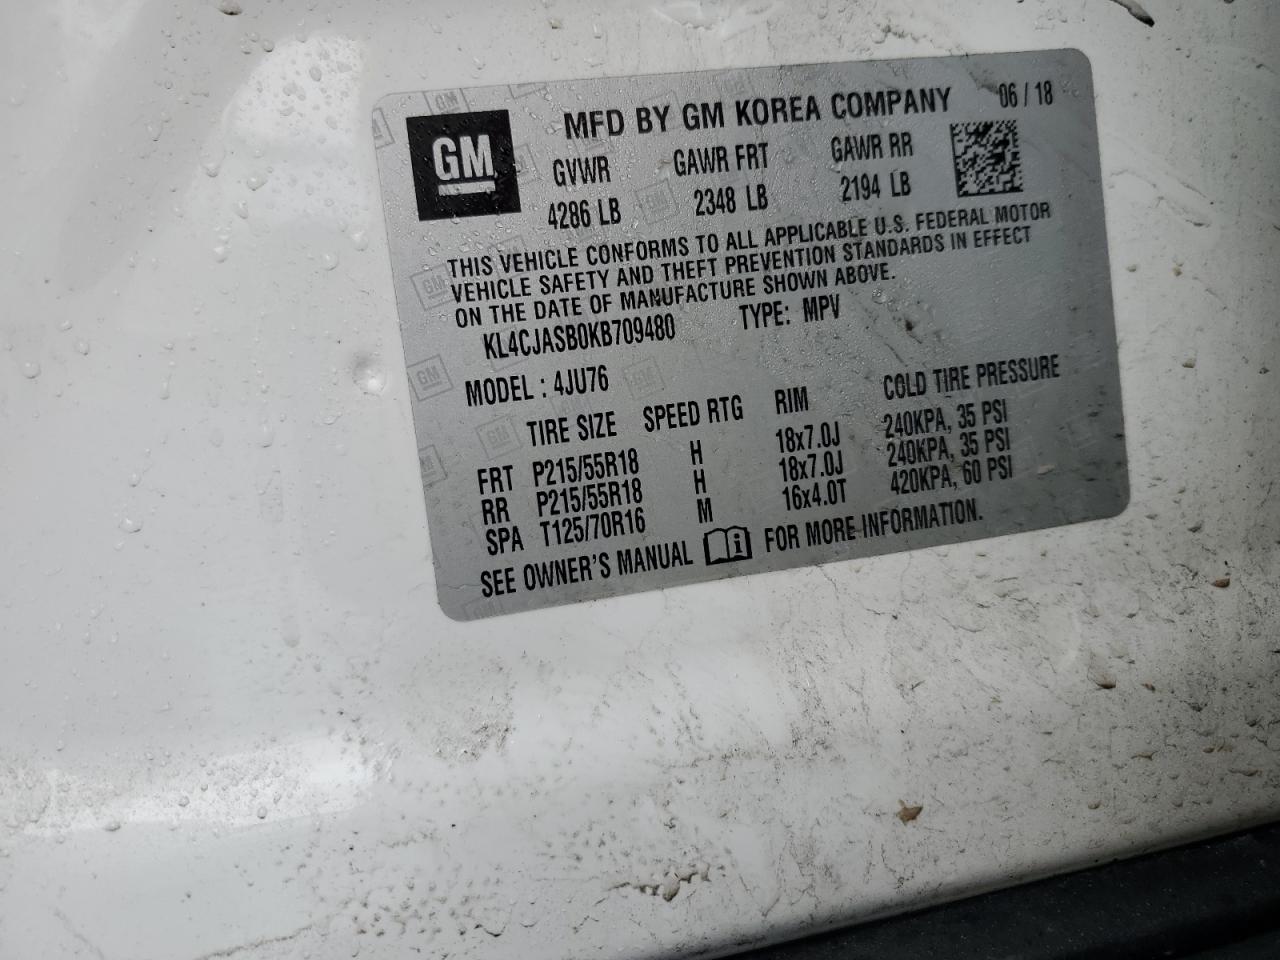 GM
MFD BY GM KOREA COMPANY 06 / 18
GVWR GAWR FRT GAWR RR
4286 LB 2348 LB 2194 LB
THIS VEHICLE CONFORMS TO ALL APPLICABLE U.S. FEDERAL MOTOR
VEHICLE SAFETY AND THEFT PREVENTION STANDARDS IN EFFECT
ON THE DATE OF MANUFACTURE SHOWN ABOVE.
KL4CJASB0KB709480 TYPE: MPV
MODEL : 4JU76
TIRE SIZE SPEED RTG RIM COLD TIRE PRESSURE
FRT P215/55R18 H 18x7.0J 240KPA, 35 PSI
RR P215/55R18 H 18x7.0J 240KPA, 35 PSI
SPA T125/70R16 M 16x4.0T 420KPA, 60 PSI
SEE OWNER'S MANUAL FOR MORE INFORMATION.